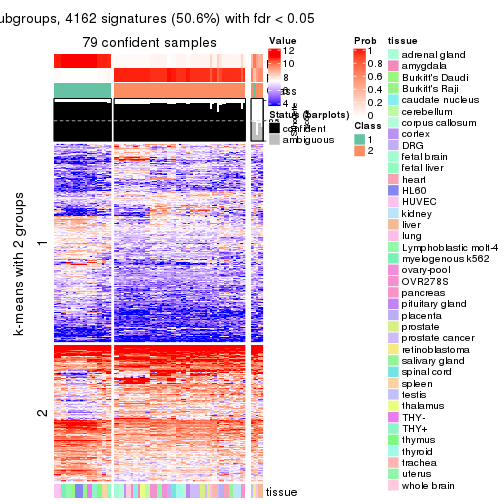 ubgroups, 4162 signatures (50.6%) with fdr < 0.05
79 confident samples
k-means with 2 groups
1
2
Value
12
10
8
6
4
Status (barplots)
confident
ambiguous
Prob
1
0.8
0.6
0.4
0.2
0
Class
1
2
tissue
adrenal gland
amygdala
Burkitt's Daudi
Burkitt's Raji
caudate nucleus
cerebellum
corpus callosum
cortex
DRG
fetal brain
fetal liver
heart
HL60
HUVEC
kidney
liver
lung
Lymphoblastic molt-4
myelogenous k562
ovary-pool
OVR278S
pancreas
pituitary gland
placenta
prostate
prostate cancer
retinoblastoma
salivary gland
spinal cord
spleen
testis
thalamus
THY-
THY+
thymus
thyroid
trachea
uterus
whole brain
tissue